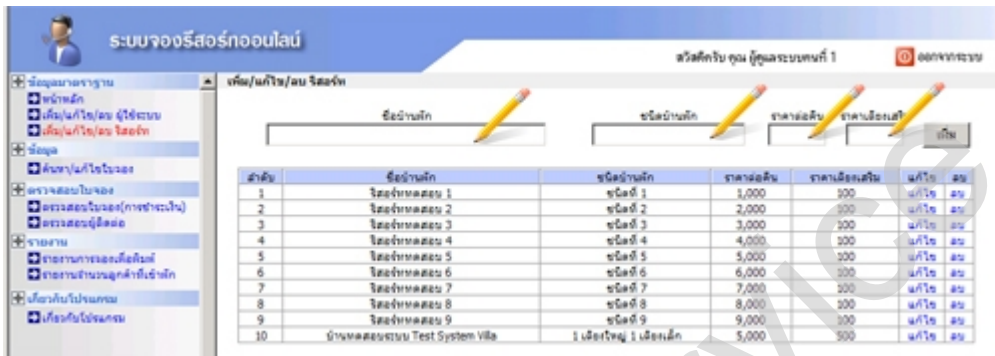 ระบบจองรีสอร์ทออนไลน์
สวัสดีครับ คุณ ผู้ดูแลระบบคนที่ 1
ออกจากระบบ
ข้อมูลมาตราฐาน
หน้าหลัก
เพิ่ม/แก้ไข/ลบ ผู้ใช้ระบบ
เพิ่ม/แก้ไข/ลบ รีสอร์ท
ข้อมูล
ค้นหา/แก้ไขใบจอง
ตรวจสอบใบจอง
ตรวจสอบใบจอง(การชำระเงิน)
ตรวจสอบผู้ติดต่อ
รายงาน
รายงานการจองเพื่อพิมพ์
รายงานจำนวนลูกค้าที่เข้าพัก
เกี่ยวกับโปรแกรม
เกี่ยวกับโปรแกรม
เพิ่ม/แก้ไข/ลบ รีสอร์ท
ชื่อบ้านพัก ชนิดบ้านพัก ราคาต่อคืน ราคาเตียงเสริม
เพิ่ม
ลำดับ ชื่อบ้านพัก ชนิดบ้านพัก ราคาต่อคืน ราคาเตียงเสริม แก้ไข ลบ
1 รีสอร์ททดสอบ 1 ชนิดที่ 1 1,000 100 แก้ไข ลบ
2 รีสอร์ททดสอบ 2 ชนิดที่ 2 2,000 100 แก้ไข ลบ
3 รีสอร์ททดสอบ 3 ชนิดที่ 3 3,000 100 แก้ไข ลบ
4 รีสอร์ททดสอบ 4 ชนิดที่ 4 4,000 100 แก้ไข ลบ
5 รีสอร์ททดสอบ 5 ชนิดที่ 5 5,000 100 แก้ไข ลบ
6 รีสอร์ททดสอบ 6 ชนิดที่ 6 6,000 100 แก้ไข ลบ
7 รีสอร์ททดสอบ 7 ชนิดที่ 7 7,000 100 แก้ไข ลบ
8 รีสอร์ททดสอบ 8 ชนิดที่ 8 8,000 100 แก้ไข ลบ
9 รีสอร์ททดสอบ 9 ชนิดที่ 9 9,000 100 แก้ไข ลบ
10 บ้านทดสอบระบบ Test System Villa 1 เตียงใหญ่ 1 เตียงเล็ก 5,000 500 แก้ไข ลบ